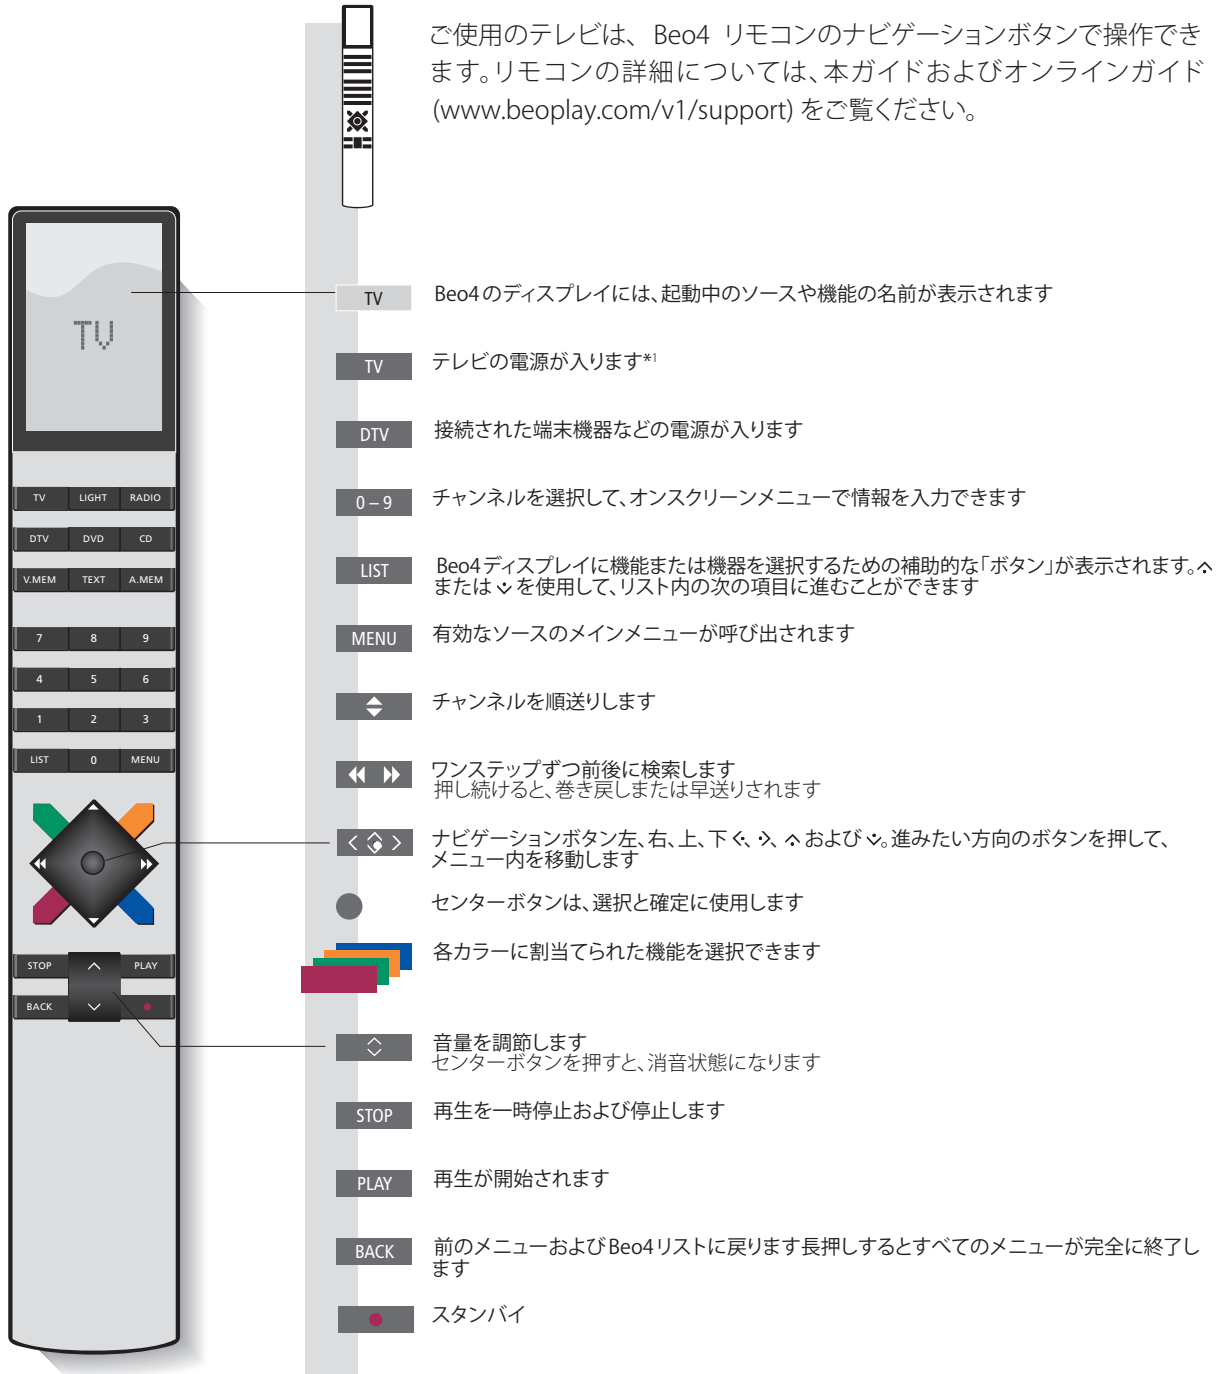 ご使用のテレビは、Beo4 リモコンのナビゲーションボタンで操作でき
ます。リモコンの詳細については、本ガイドおよびオンラインガイド
(www.beoplay.com/v1/support) をご覧ください。
TV
TV
LIGHT
RADIO
DTV
DVD
CD
V.MEM
TEXT
A.MEM
7
8
9
4
5
6
1
2
3
LIST
0
MENU
STOP
PLAY
BACK
TV
Beo4のディスプレイには、起動中のソースや機能の名前が表示されます
TV
テレビの電源が入ります*1
DTV
接続された端末機器などの電源が入ります
0 – 9
チャンネルを選択して、オンスクリーンメニューで情報を入力できます
LIST
Beo4ディスプレイに機能または機器を選択するための補助的な「ボタン」が表示されます。
または を使用して、リスト内の次の項目に進むことができます
MENU
有効なソースのメインメニューが呼び出されます
チャンネルを順送りします
ワンステップずつ前後に検索します
押し続けると、巻き戻しまたは早送りされます
ナビゲーションボタン左、右、上、下 、 、 および 。進みたい方向のボタンを押して、
メニュー内を移動します
センターボタンは、選択と確定に使用します
各カラーに割当てられた機能を選択できます
音量を調節します
センターボタンを押すと、消音状態になります
STOP
再生を一時停止および停止します
PLAY
再生が開始されます
BACK
前のメニューおよびBeo4リストに戻ります長押しするとすべてのメニューが完全に終了し
ます
スタンバイ